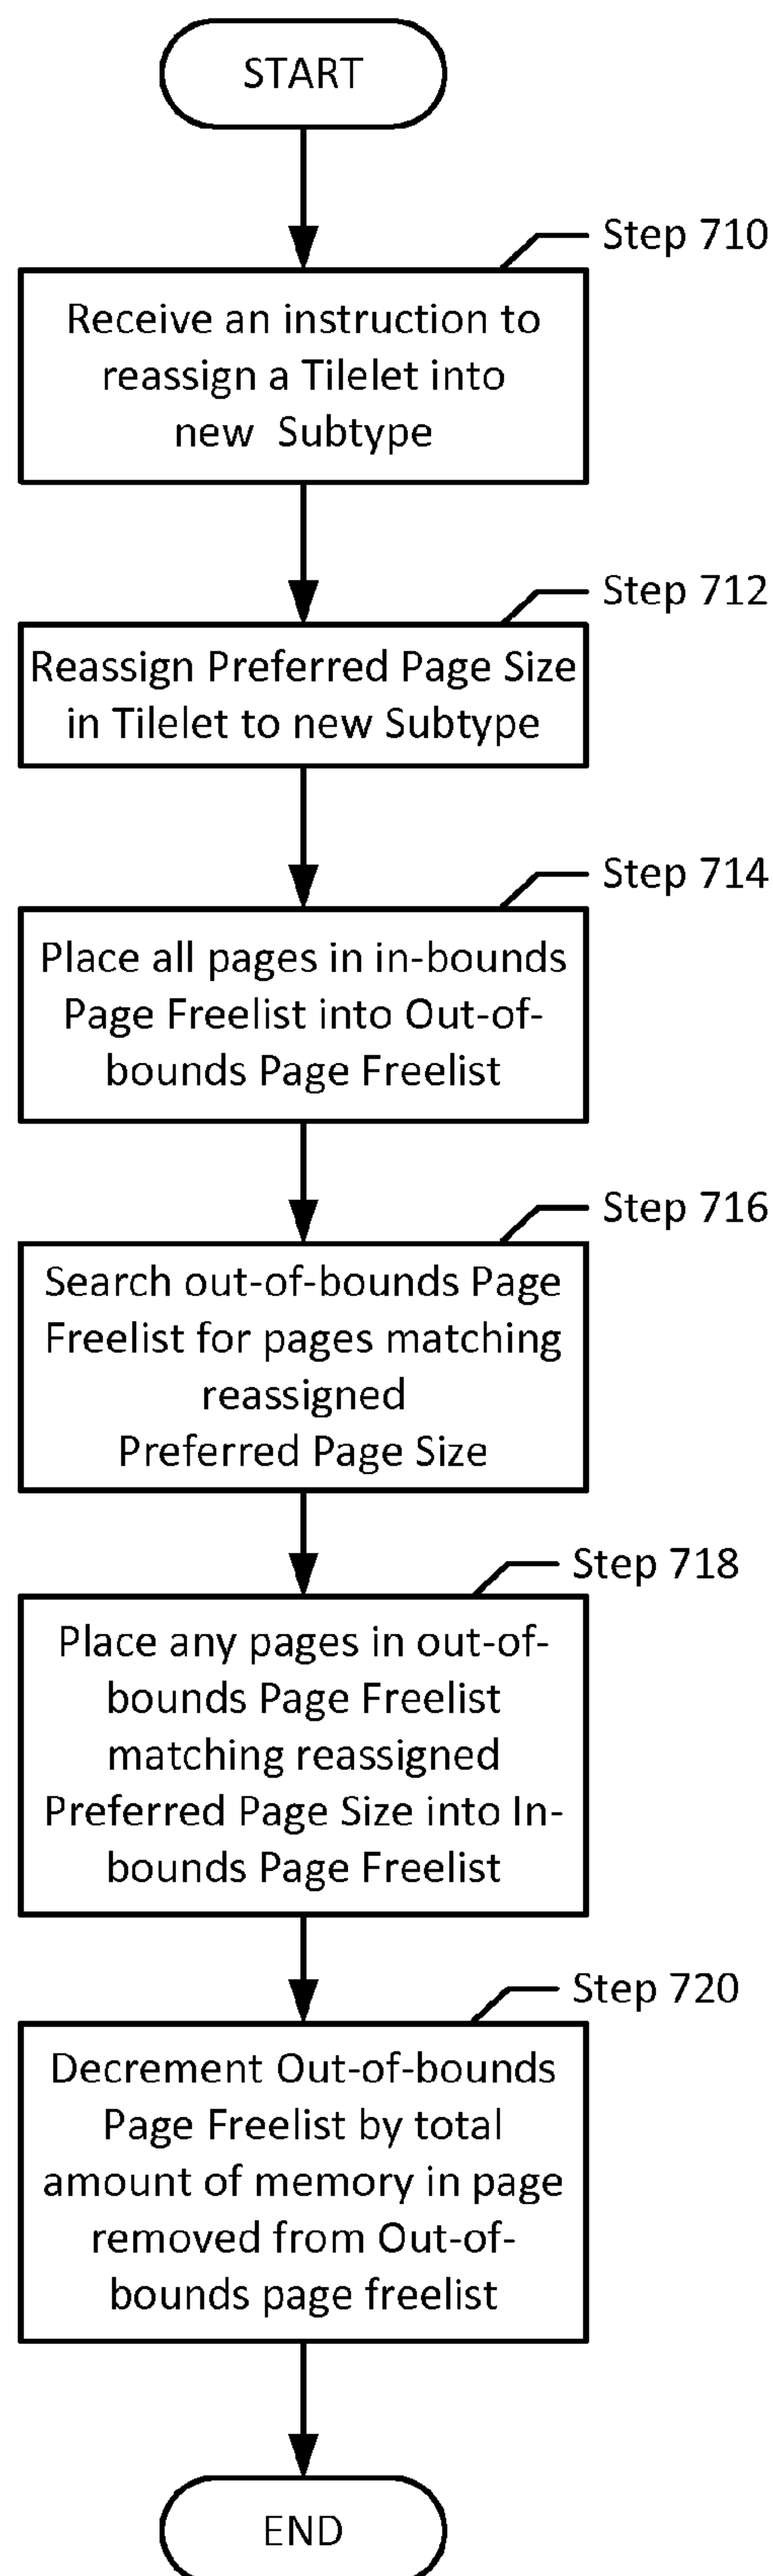 START
Step 710
Receive an instruction to
reassign a Tilelet into
new Subtype
Step 712
Reassign Preferred Page Size
in Tilelet to new Subtype
Step 714
Place all pages in in-bounds
Page Freelist into Out-of-
bounds Page Freelist
Step 716
Search out-of-bounds Page
Freelist for pages matching
reassigned
Preferred Page Size
Step 718
Place any pages in out-of-
bounds Page Freelist
matching reassigned
Preferred Page Size into In-
bounds Page Freelist
Step 720
Decrement Out-of-bounds
Page Freelist by total
amount of memory in page
removed from Out-of-
bounds page freelist
END